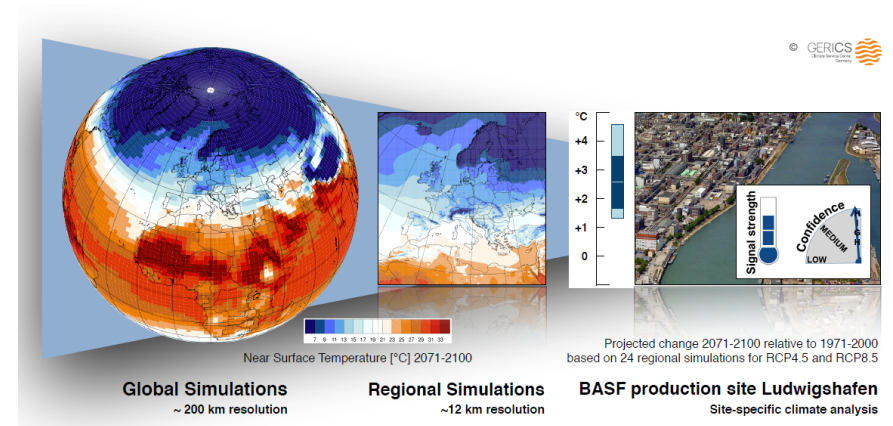 © GERICS
Climate Service Center
Germany
°C
+4
+3
+2
+1
0
Signal strength
Confidence
LOW
MEDIUM
HIGH
7 9 11 13 15 17 19 21 23 25 27 29 31 33
Near Surface Temperature [°C] 2071-2100
Projected change 2071-2100 relative to 1971-2000
based on 24 regional simulations for RCP4.5 and RCP8.5
Global Simulations
~ 200 km resolution
Regional Simulations
~12 km resolution
BASF production site Ludwigshafen
Site-specific climate analysis